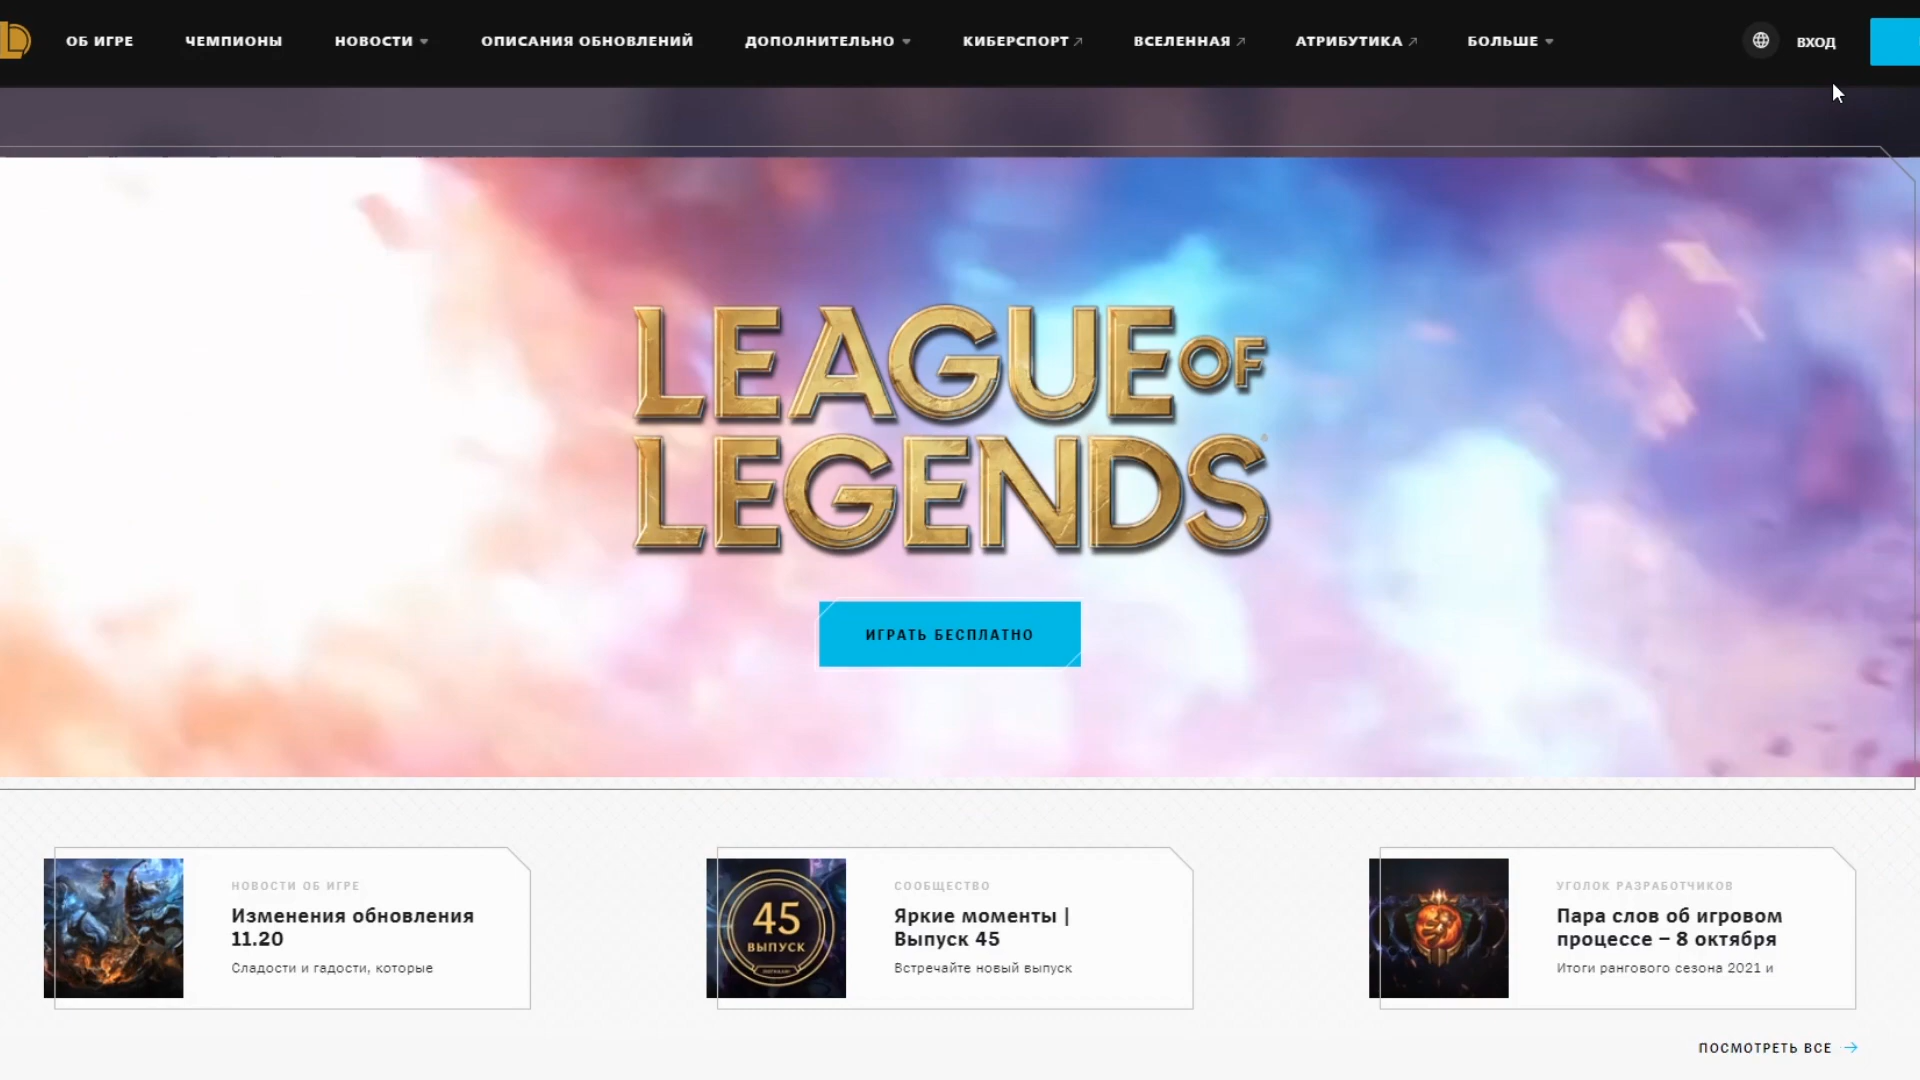 ОБ ИГРЕ
ЧЕМПИОНЫ
НОВОСТИ
ОПИСАНИЯ ОБНОВЛЕНИЙ
ДОПОЛНИТЕЛЬНО
КИБЕРСПОРТ
ВСЕЛЕННАЯ
АТРИБУТИКА
БОЛЬШЕ
ВХОД
LEAGUE OF
LEGENDS
ИГРАТЬ БЕСПЛАТНО
НОВОСТИ ОБ ИГРЕ
Изменения обновления
11.20
Сладости и гадости, которые
45
ВЫПУСК
СООБЩЕСТВО
Яркие моменты |
Выпуск 45
Встречайте новый выпуск
УГОЛОК РАЗРАБОТЧИКОВ
Пара слов об игровом
процессе – 8 октября
Итоги рангового сезона 2021 и
ПОСМОТРЕТЬ ВСЕ